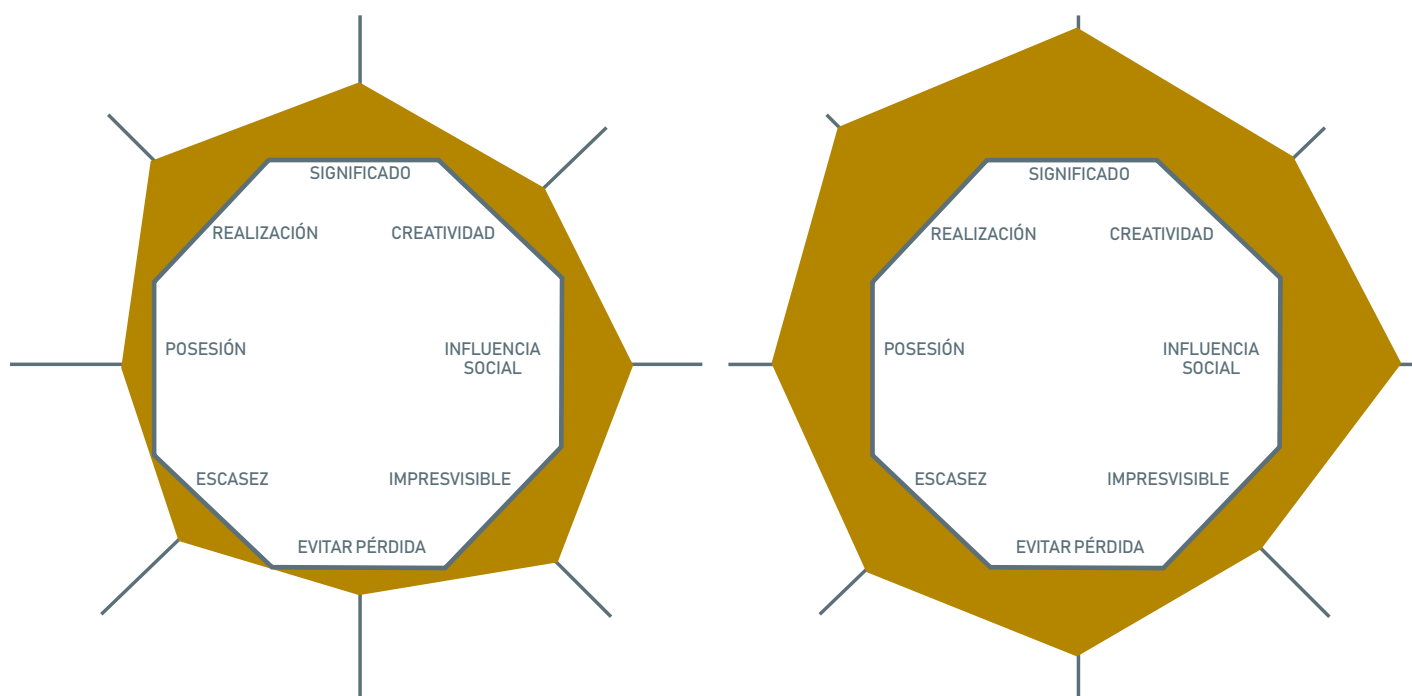 SIGNIFICADO
REALIZACIÓN
CREATIVIDAD
POSESIÓN
INFLUENCIA
SOCIAL
ESCASEZ
IMPRESVISIBLE
EVITAR PÉRDIDA
SIGNIFICADO
REALIZACIÓN
CREATIVIDAD
POSESIÓN
INFLUENCIA
SOCIAL
ESCASEZ
IMPRESVISIBLE
EVITAR PÉRDIDA